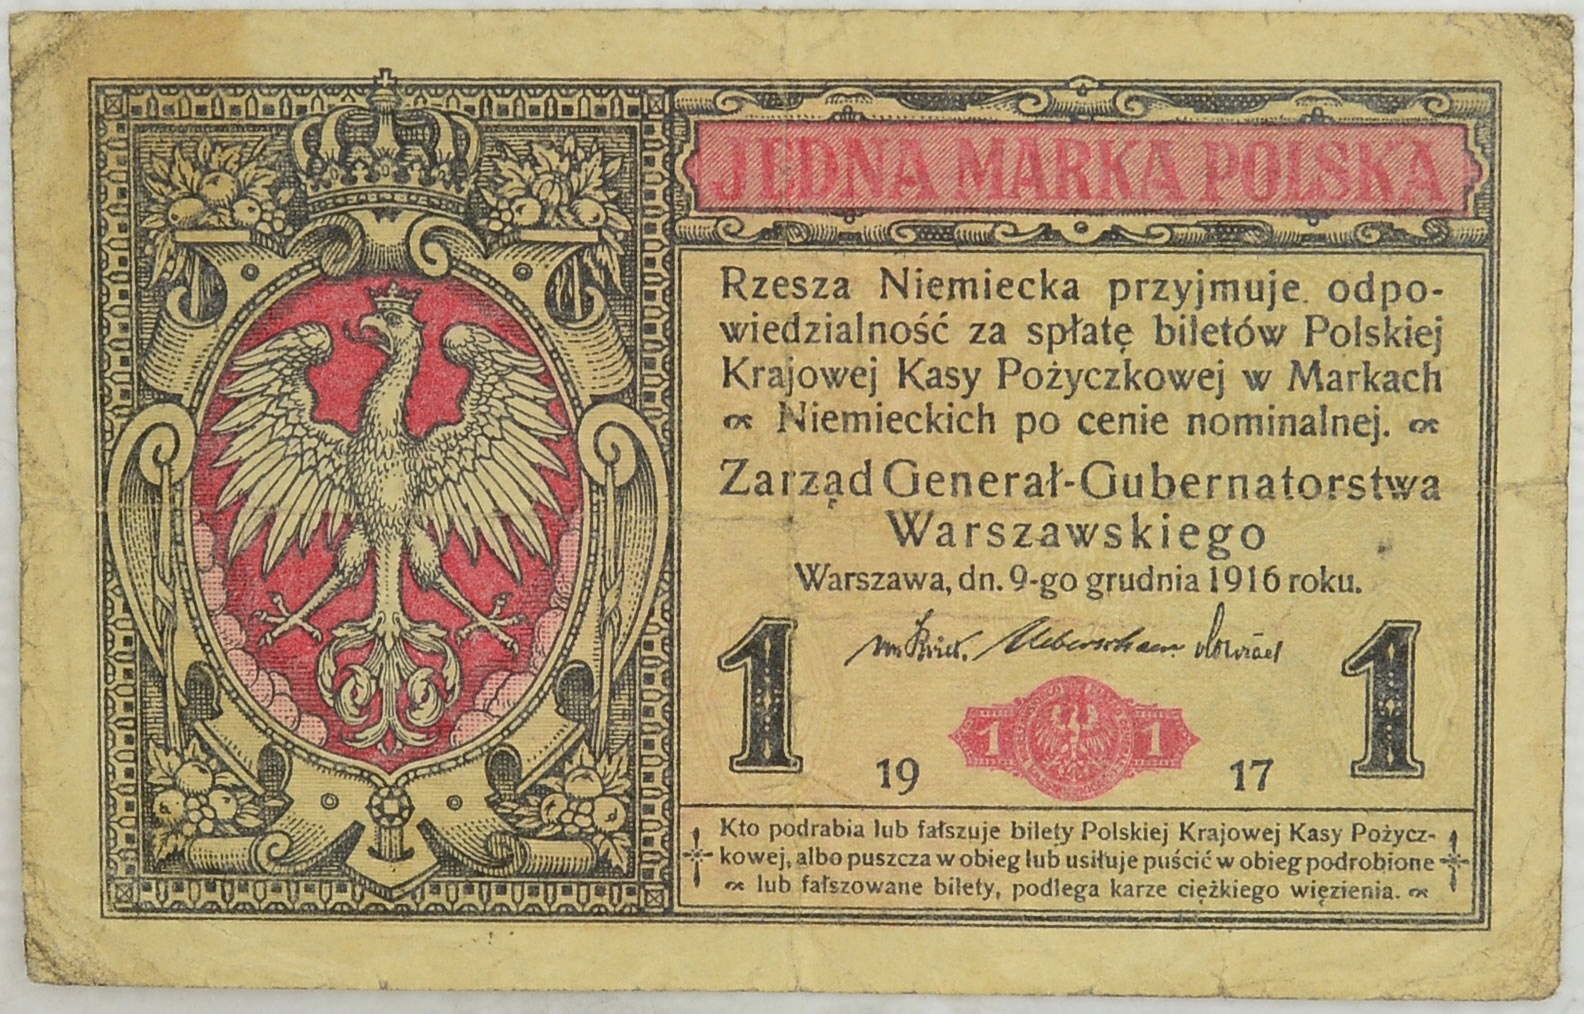 JEDNA MARKA POLSKA
Rzesza Niemiecka przyjmuje odpo-
wiedzialność za spłatę biletów Polskiej
Krajowej Kasy Pożyczkowej w Markach
Niemieckich po cenie nominalnej.
Zarząd Generał-Gubernatorstwa
Warszawskiego
Warszawa, dn. 9-go grudnia 1916 roku.
1 1
1 1
19 17
Kto podrabia lub fałszuje bilety Polskiej Krajowej Kasy Pożycz-
kowej, albo puszcza w obieg lub usiłuje puścić w obieg podrobione
lub fałszowane bilety, podlega karze ciężkiego więzienia.